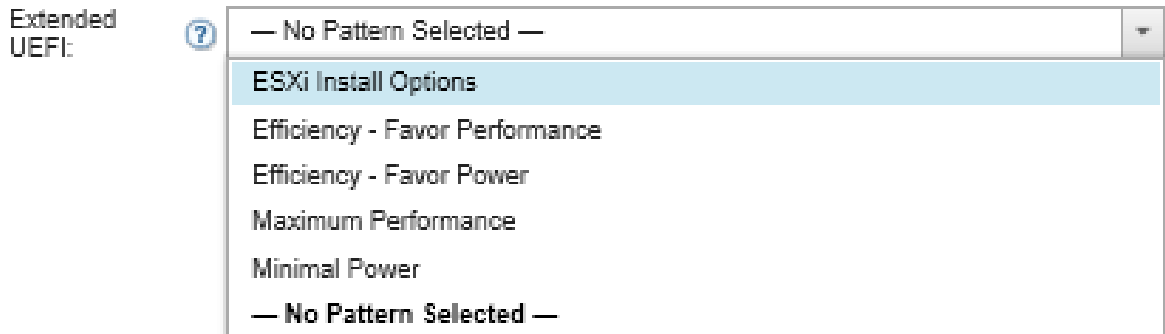 Extended
UEFI:
?
— No Pattern Selected —
ESXi Install Options
Efficiency - Favor Performance
Efficiency - Favor Power
Maximum Performance
Minimal Power
— No Pattern Selected —